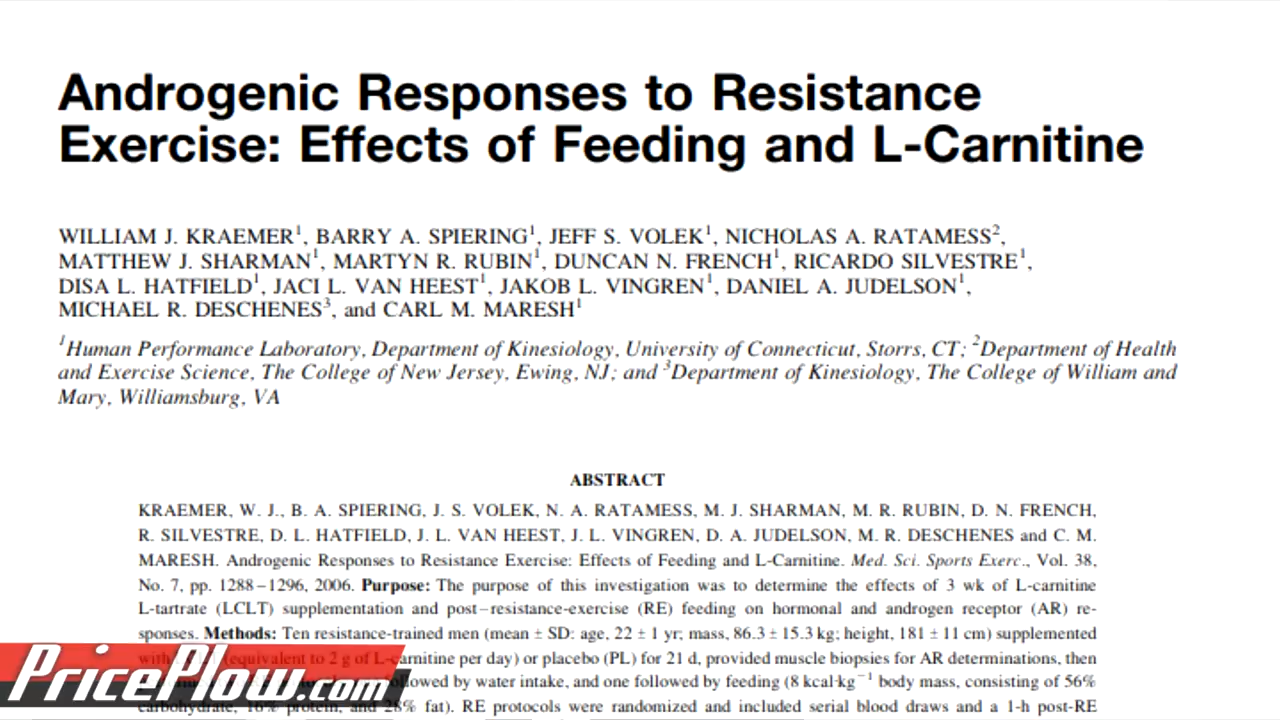 Androgenic Responses to Resistance
Exercise: Effects of Feeding and L-Carnitine
WILLIAM J. KRAEMER1, BARRY A. SPIERING1, JEFF S. VOLEK1, NICHOLAS A. RATAMESS2,
MATTHEW J. SHARMAN1, MARTYN R. RUBIN1, DUNCAN N. FRENCH1, RICARDO SILVESTRE1,
DISA L. HATFIELD1, JACI L. VAN HEEST1, JAKOB L. VINGREN1, DANIEL A. JUDELSON1,
MICHAEL R. DESCHENES3, and CARL M. MARESH1
1Human Performance Laboratory, Department of Kinesiology, University of Connecticut, Storrs, CT; 2Department of Health
and Exercise Science, The College of New Jersey, Ewing, NJ; and 3Department of Kinesiology, The College of William and
Mary, Williamsburg, VA
ABSTRACT
KRAEMER, W. J., B. A. SPIERING, J. S. VOLEK, N. A. RATAMESS, M. J. SHARMAN, M. R. RUBIN, D. N. FRENCH,
R. SILVESTRE, D. L. HATFIELD, J. L. VAN HEEST, J. L. VINGREN, D. A. JUDELSON, M. R. DESCHENES and C. M.
MARESH. Androgenic Responses to Resistance Exercise: Effects of Feeding and L-Carnitine. Med. Sci. Sports Exerc., Vol. 38,
No. 7, pp. 1288–1296, 2006. Purpose: The purpose of this investigation was to determine the effects of 3 wk of L-carnitine
L-tartrate (LCLT) supplementation and post–resistance-exercise (RE) feeding on hormonal and androgen receptor (AR) re-
sponses. Methods: Ten resistance-trained men (mean ± SD: age, 22 ± 1 yr; mass, 86.3 ± 15.3 kg; height, 181 ± 11 cm) supplemented
with (equivalent to 2 g of L-carnitine per day) or placebo (PL) for 21 d, provided muscle biopsies for AR determinations, then
followed by water intake, and one followed by feeding (8 kcal·kg−1 body mass, consisting of 56%
carbohydrate, 16% protein, and 28% fat). RE protocols were randomized and included serial blood draws and a 1-h post-RE
PricePlow.com